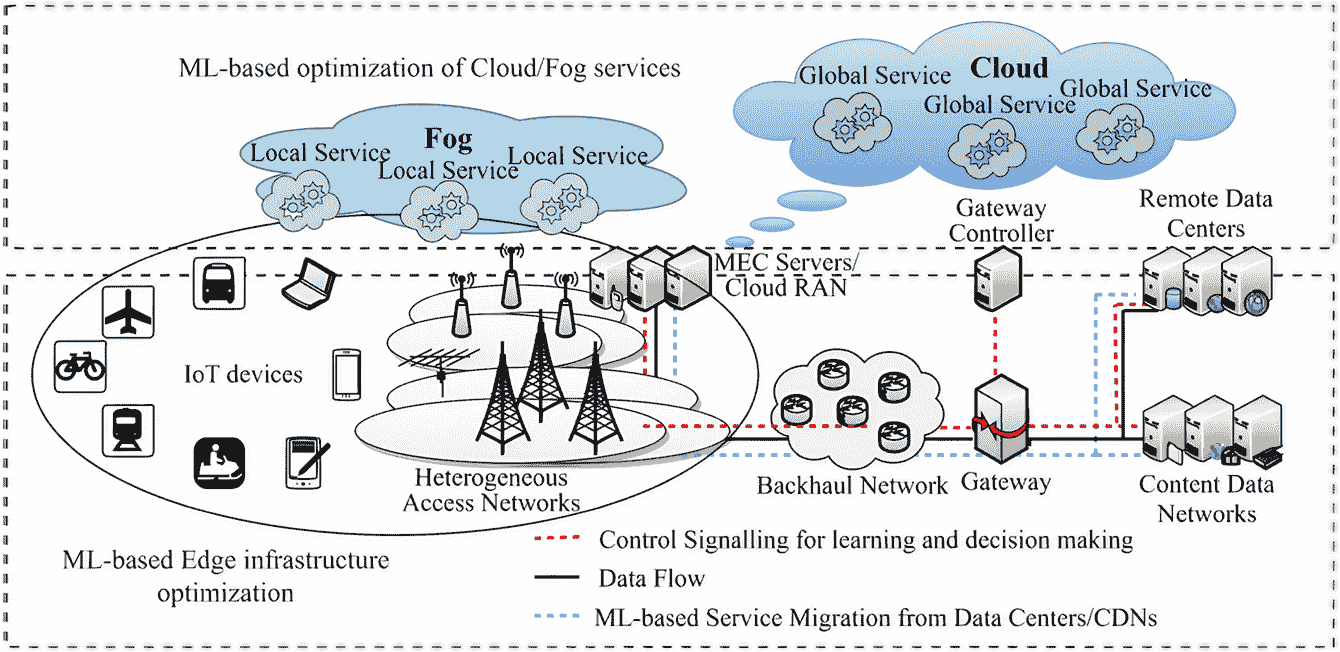 ML-based optimization of Cloud/Fog services
Cloud
Global Service
Global Service
Global Service
Fog
Local Service
Local Service
Local Service
Gateway
Controller
Remote Data
Centers
MEC Servers/
Cloud RAN
IoT devices
Heterogeneous
Access Networks
Backhaul Network
Gateway
Content Data
Networks
ML-based Edge infrastructure
optimization
Control Signalling for learning and decision making
Data Flow
ML-based Service Migration from Data Centers/CDNs